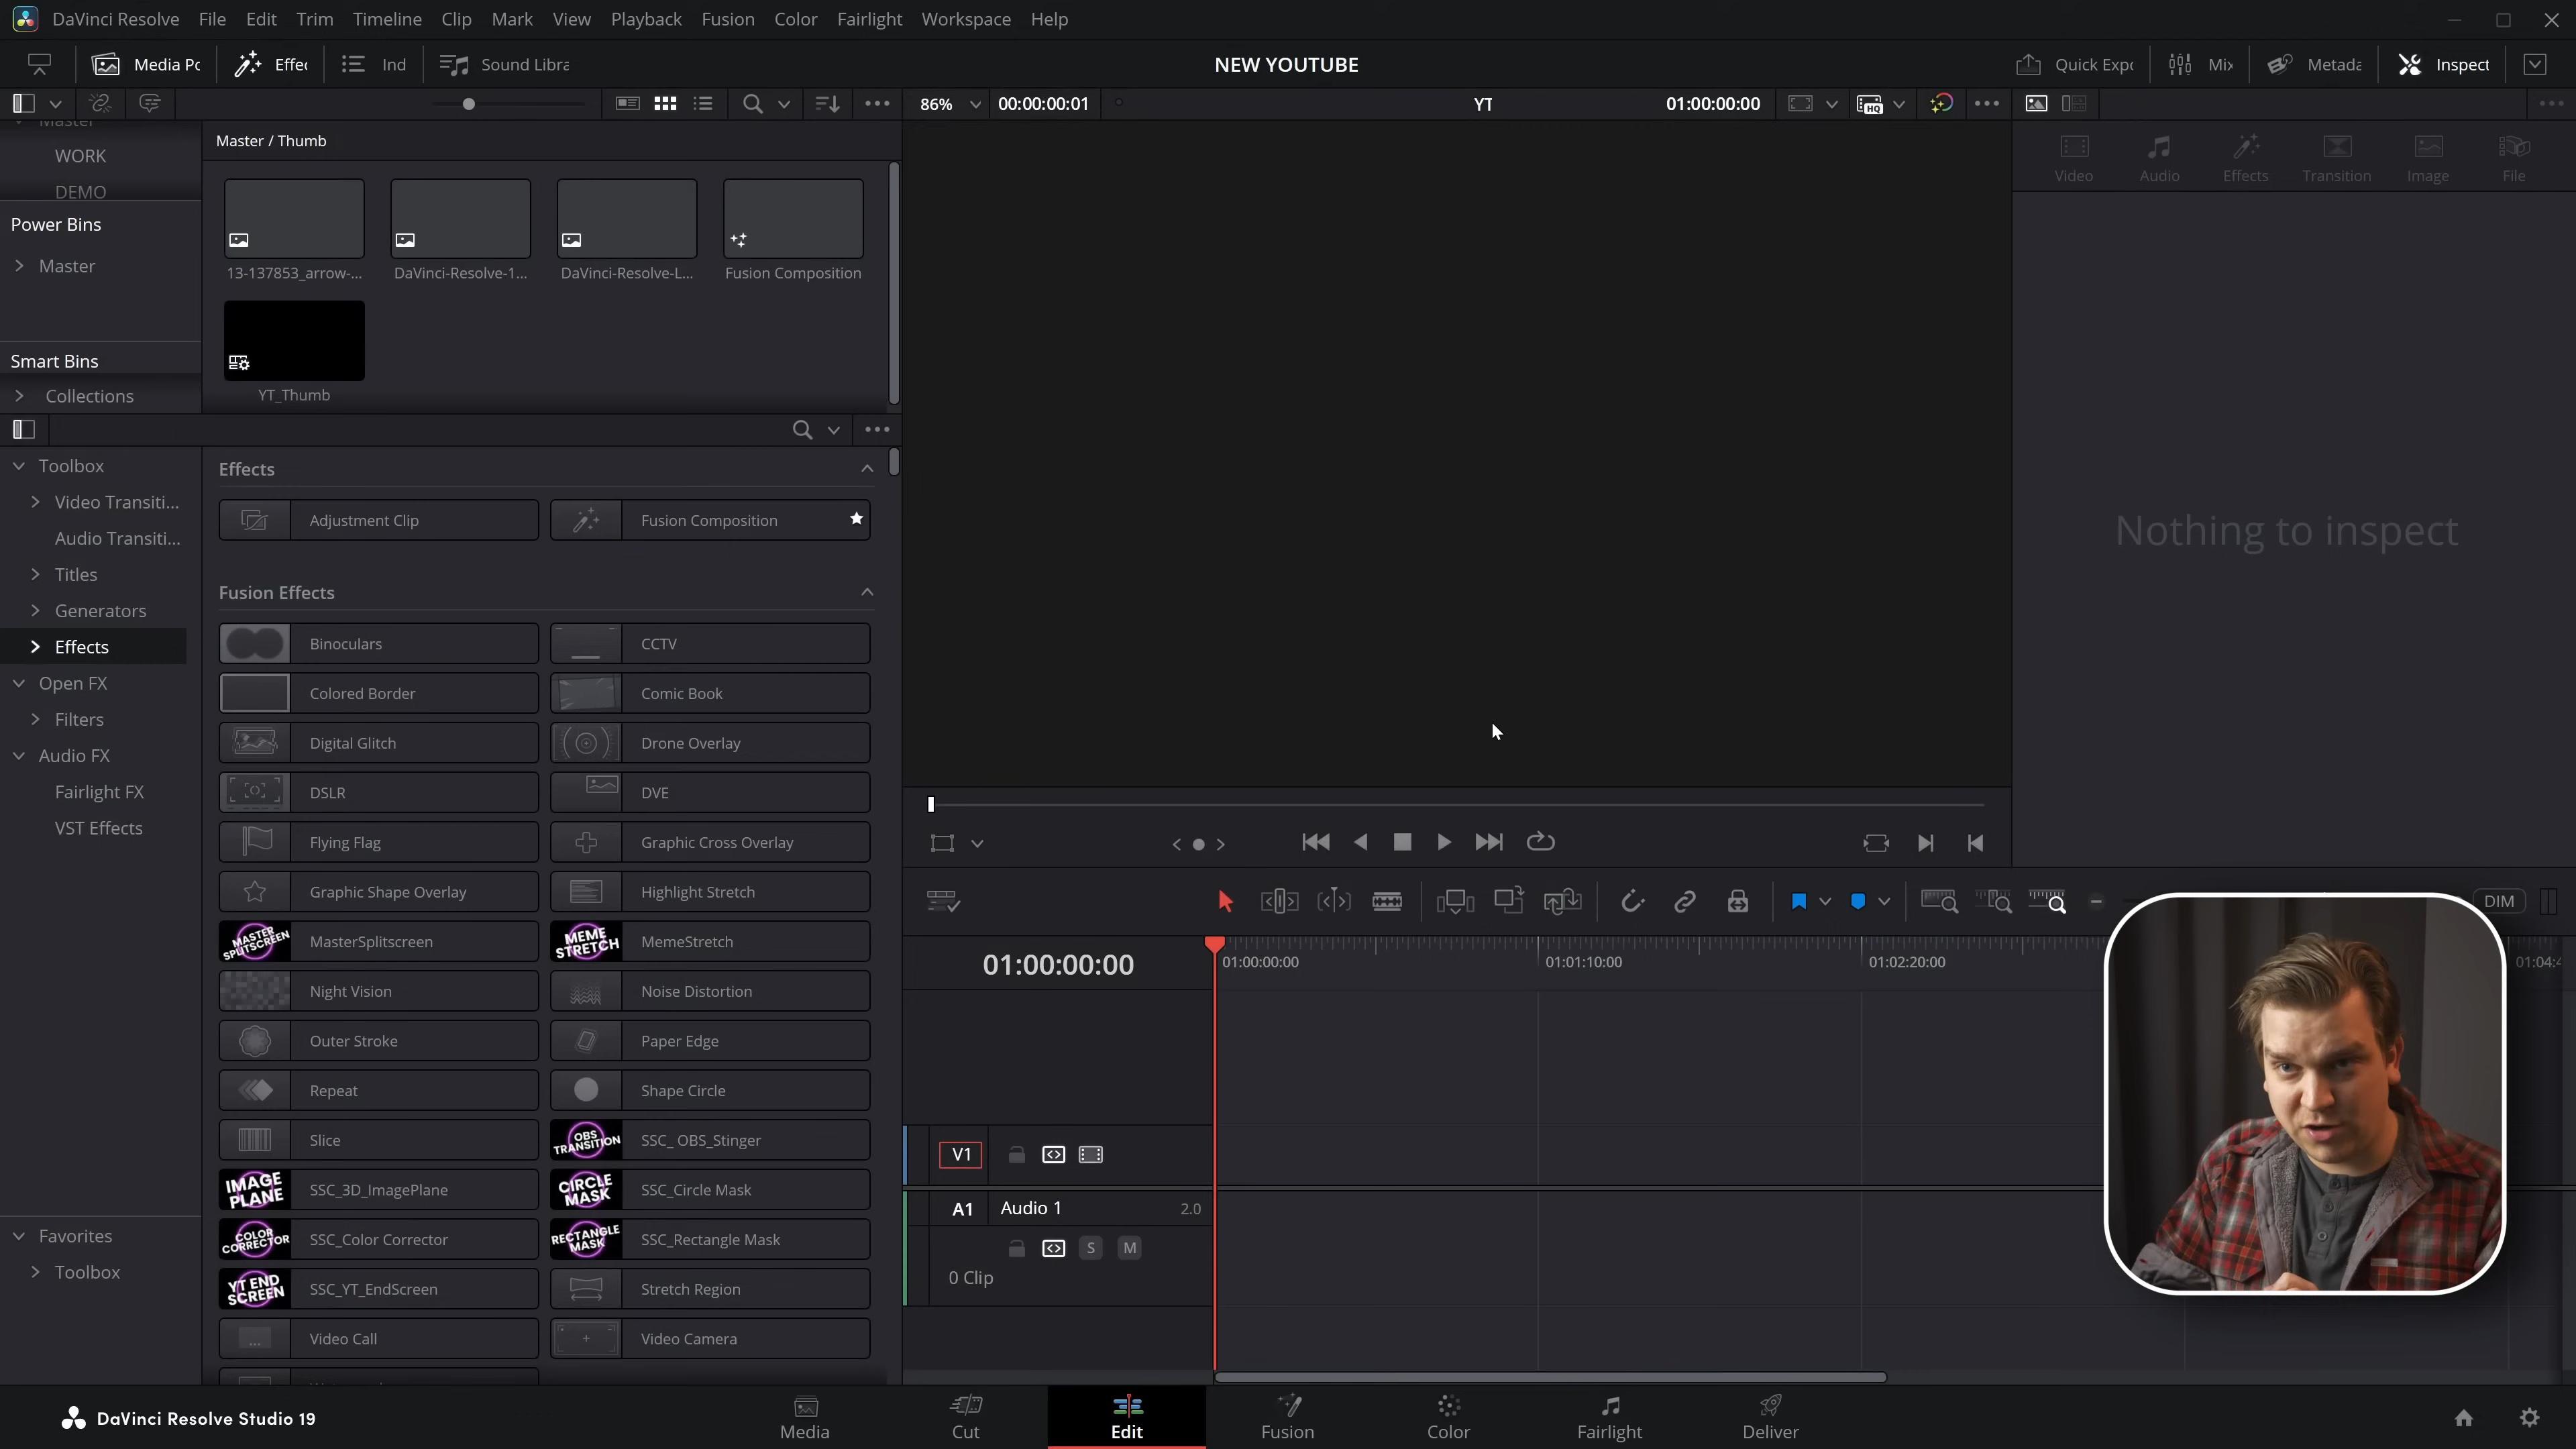 DaVinci Resolve File Edit Trim Timeline Clip Mark View Playback Fusion Color Fairlight Workspace Help
Media Po Effec Ind Sound Libra NEW YOUTUBE Quick Expo Mix Metada Inspect
86% 00:00:00:01 YT 01:00:00:00
Master
WORK
DEMO
Power Bins
Master
Smart Bins
Collections
Master / Thumb
13-137853_arrow-... DaVinci-Resolve-1... DaVinci-Resolve-L... Fusion Composition
YT_Thumb
Video Audio Effects Transition Image File
Nothing to inspect
Toolbox
Video Transiti...
Audio Transiti...
Titles
Generators
Effects
Open FX
Filters
Audio FX
Fairlight FX
VST Effects
Favorites
Toolbox
Effects
Adjustment Clip Fusion Composition
Fusion Effects
Binoculars CCTV
Colored Border Comic Book
Digital Glitch Drone Overlay
DSLR DVE
Flying Flag Graphic Cross Overlay
Graphic Shape Overlay Highlight Stretch
MASTER SPLITSCREEN MasterSplitscreen MEME STRETCH MemeStretch
Night Vision Noise Distortion
Outer Stroke Paper Edge
Repeat Shape Circle
Slice OBS TRANSITION SSC_ OBS_Stinger
IMAGE PLANE SSC_3D_ImagePlane CIRCLE MASK SSC_Circle Mask
COLOR CORRECTOR SSC_Color Corrector RECTANGLE MASK SSC_Rectangle Mask
YT END SCREEN SSC_YT_EndScreen Stretch Region
Video Call Video Camera
DIM
01:00:00:00 01:00:00:00 01:01:10:00 01:02:20:00 01:04:4
V1
A1 Audio 1 2.0
S M
0 Clip
DaVinci Resolve Studio 19 Media Cut Edit Fusion Color Fairlight Deliver